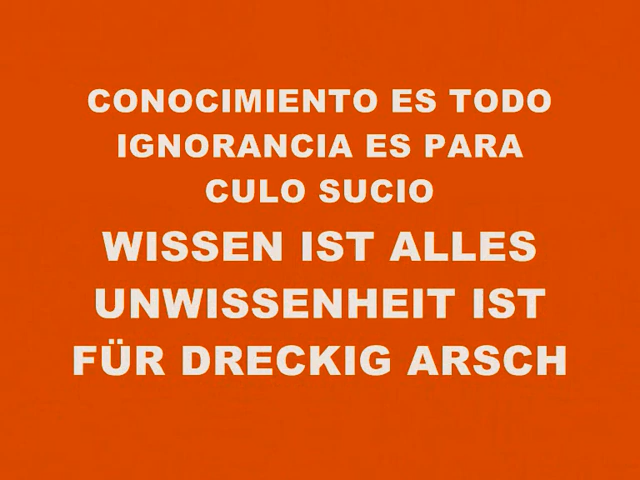 CONOCIMIENTO ES TODO
IGNORANCIA ES PARA
CULO SUCIO
WISSEN IST ALLES
UNWISSENHEIT IST
FÜR DRECKIG ARSCH